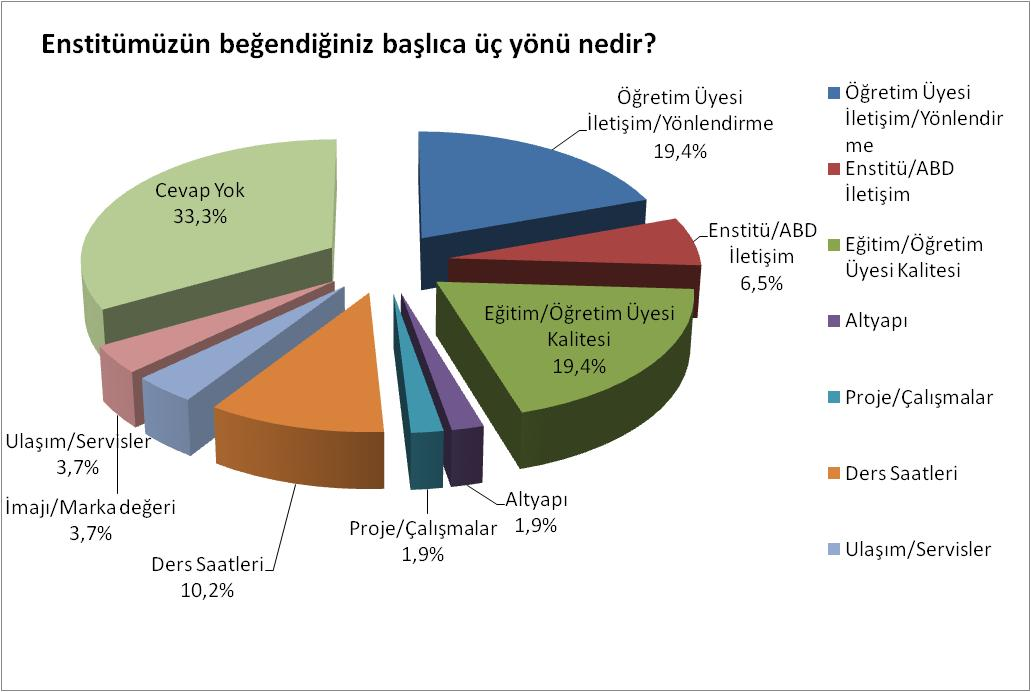 Enstitümüzün beğendiğiniz başlıca üç yönü nedir?
Öğretim Üyesi
İletişim/Yönlendirme
19,4%
Enstitü/ABD
İletişim
6,5%
Eğitim/Öğretim Üyesi
Kalitesi
19,4%
Altyapı
1,9%
Proje/Çalışmalar
1,9%
Ders Saatleri
10,2%
Ulaşım/Servisler
3,7%
İmajı/Marka değeri
3,7%
Cevap Yok
33,3%
Öğretim Üyesi
İletişim/Yönlendir
me
Enstitü/ABD
İletişim
Eğitim/Öğretim
Üyesi Kalitesi
Altyapı
Proje/Çalışmalar
Ders Saatleri
Ulaşım/Servisler